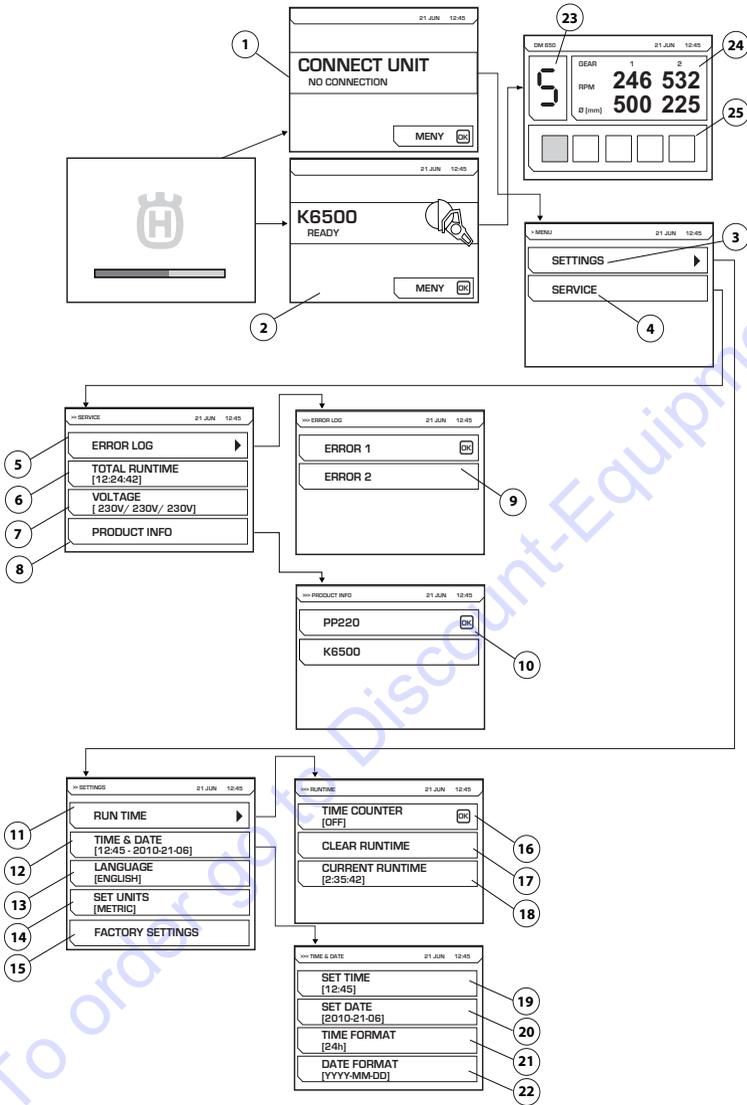 21 JUN 12:45
1
CONNECT UNIT
NO CONNECTION
MENY OK
23
DM 650 21 JUN 12:45
24
5
GEAR 1 2
RPM 246 532
Ø [mm] 500 225
25
H
21 JUN 12:45
K6500
READY
MENY OK
2
> MENU 21 JUN 12:45
3
SETTINGS
SERVICE
4
>> SERVICE 21 JUN 12:45
5
ERROR LOG
6
TOTAL RUNTIME
[12:24:42]
7
VOLTAGE
[ 230V/ 230V/ 230V]
8
PRODUCT INFO
>>> ERROR LOG 21 JUN 12:45
ERROR 1 OK
ERROR 2
9
>>> PRODUCT INFO 21 JUN 12:45
PP220 OK
K6500
10
>> SETTINGS 21 JUN 12:45
11
RUN TIME
12
TIME & DATE
[12:45 - 2010-21-06]
13
LANGUAGE
[ENGLISH]
14
SET UNITS
[METRIC]
15
FACTORY SETTINGS
>>> RUNTIME 21 JUN 12:45
TIME COUNTER OK
[OFF]
16
CLEAR RUNTIME
17
CURRENT RUNTIME
[2:35:42]
18
>>> TIME & DATE 21 JUN 12:45
SET TIME
[12:45]
19
SET DATE
[2010-21-06]
20
TIME FORMAT
[24h]
21
DATE FORMAT
[YYYY-MM-DD]
22
To order go to Discount-Equipme